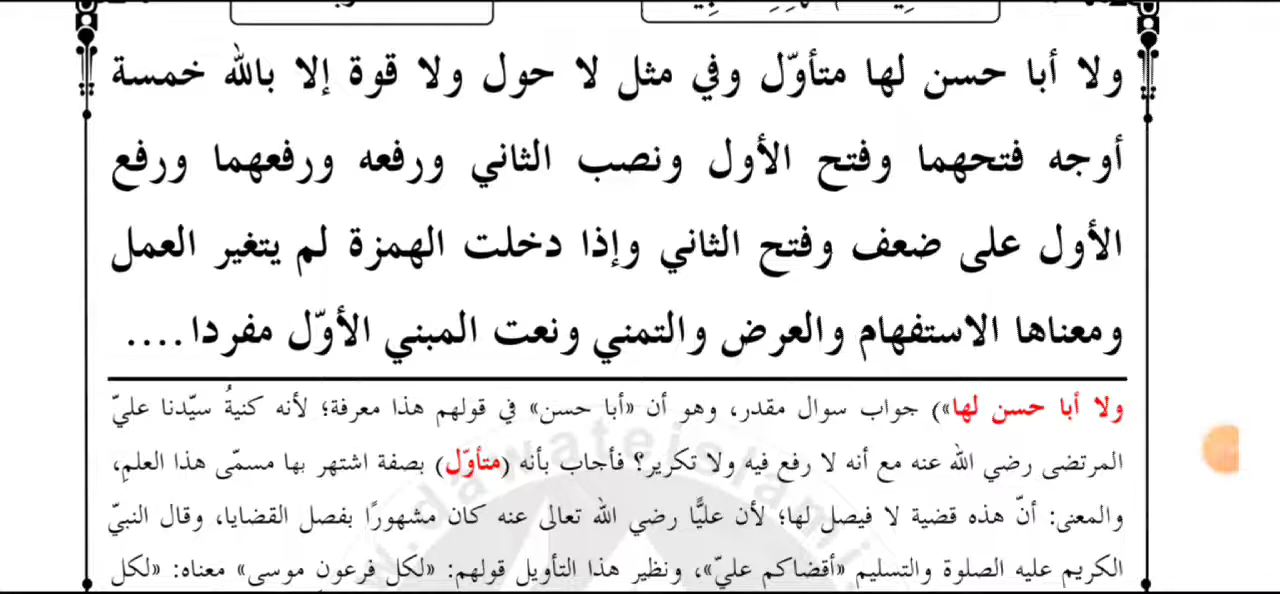 ولا أبا حسن لها متأوّل وفي مثل لا حول ولا قوة إلا بالله خمسة
أوجه فتحهما وفتح الأول ونصب الثاني ورفعه ورفعهما ورفع
الأول على ضعف وفتح الثاني وإذا دخلت الهمزة لم يتغير العمل
ومعناها الاستفهام والعرض والتمني ونعت المبني الأوّل مفردا....
ولا أبا حسن لها») جواب سوال مقدر، وهو أن «أبا حسن» في قولهم هذا معرفة؛ لأنه كنيةُ سيّدنا عليّ
المرتضى رضي الله عنه مع أنه لا رفع فيه ولا تكرير؟ فأجاب بأنه (متأوّل) بصفة اشتهر بها مسمّى هذا العلمِ،
والمعنى: أنّ هذه قضية لا فيصل لها؛ لأن عليًّا رضي الله تعالى عنه كان مشهورًا بفصل القضايا، وقال النبيّ
الكريم عليه الصلوة والتسليم «أقضاكم عليّ»، ونظير هذا التأويل قولهم: «لكل فرعونٍ موسى» معناه: «لكل
dawateislami